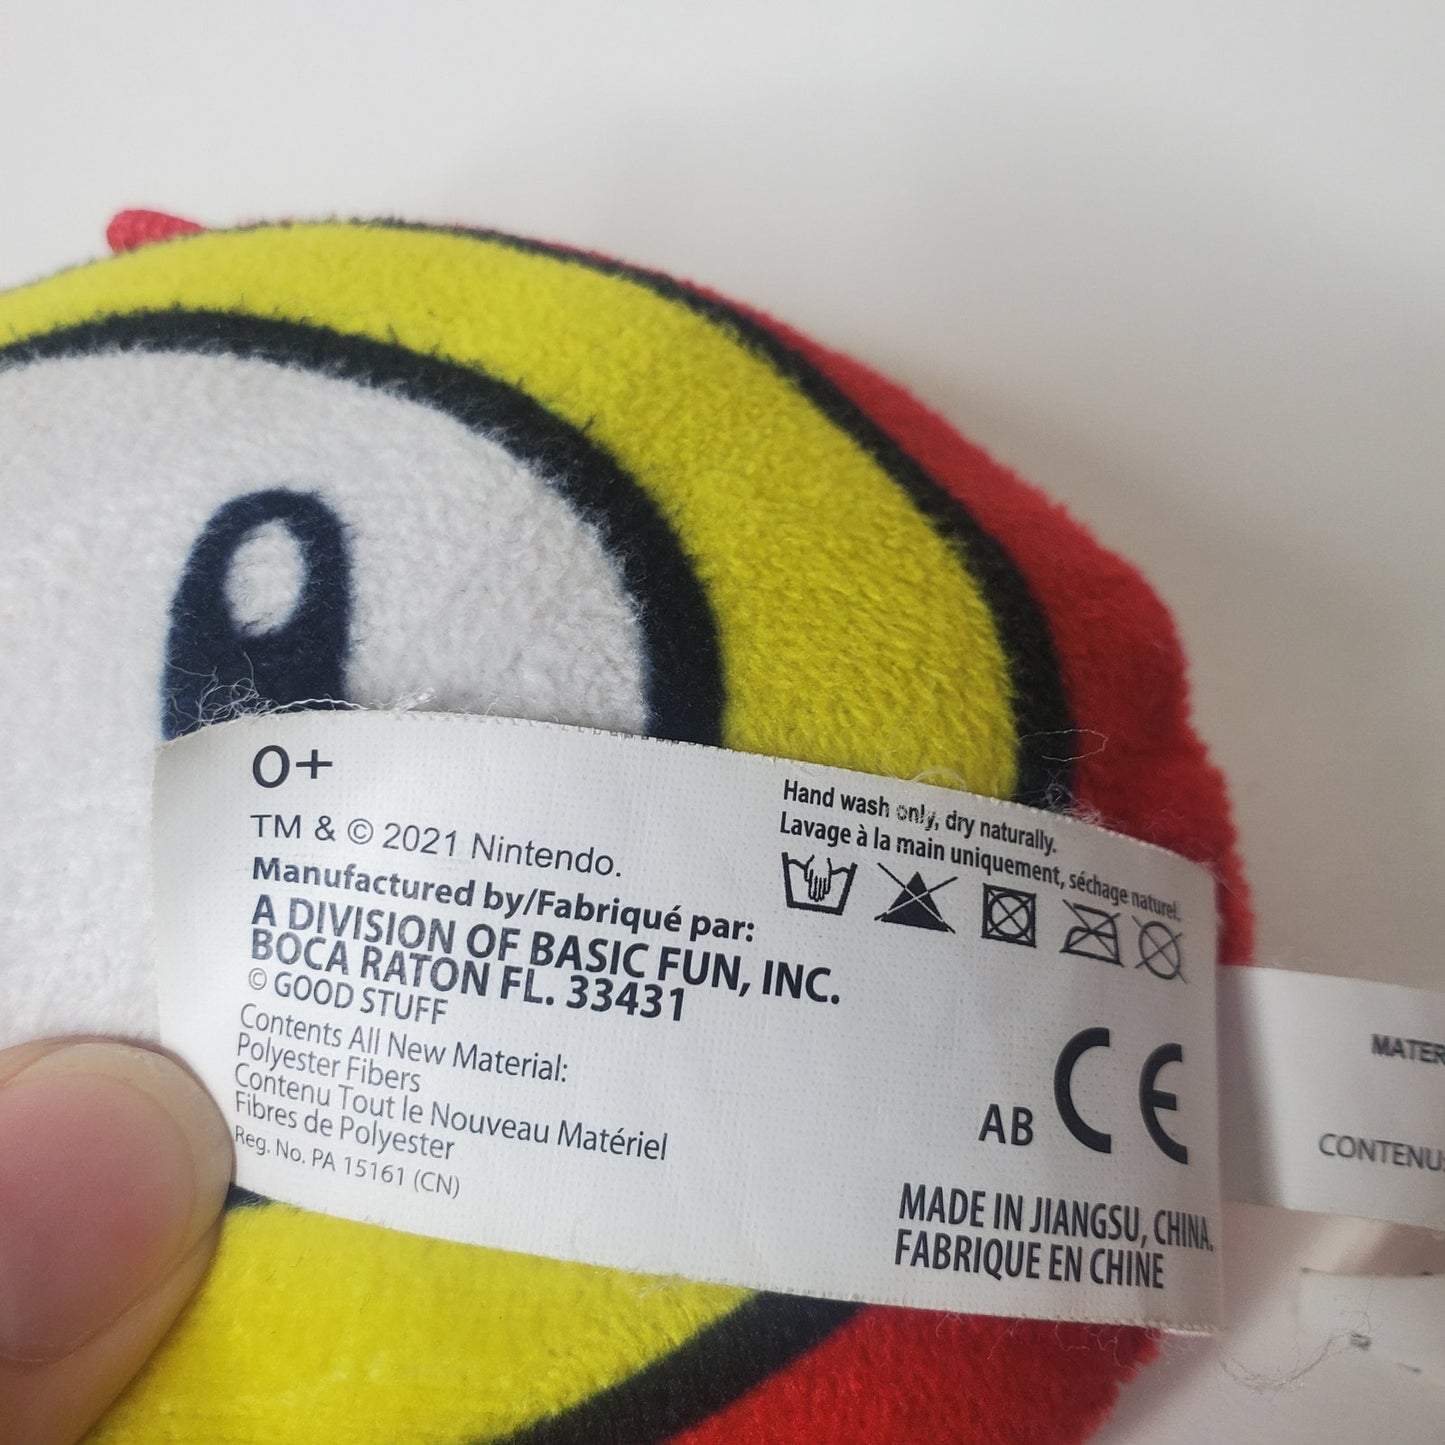 0+
TM & © 2021 Nintendo.
Manufactured by/Fabriqué par:
A DIVISION OF BASIC FUN, INC.
BOCA RATON FL. 33431
© GOOD STUFF
Contents All New Material:
Polyester Fibers
Contenu Tout le Nouveau Matériel
Fibres de Polyester
Reg. No. PA 15161 (CN)
Hand wash only, dry naturally.
Lavage à la main uniquement, séchage naturel.
AB CE
MADE IN JIANGSU, CHINA.
FABRIQUE EN CHINE